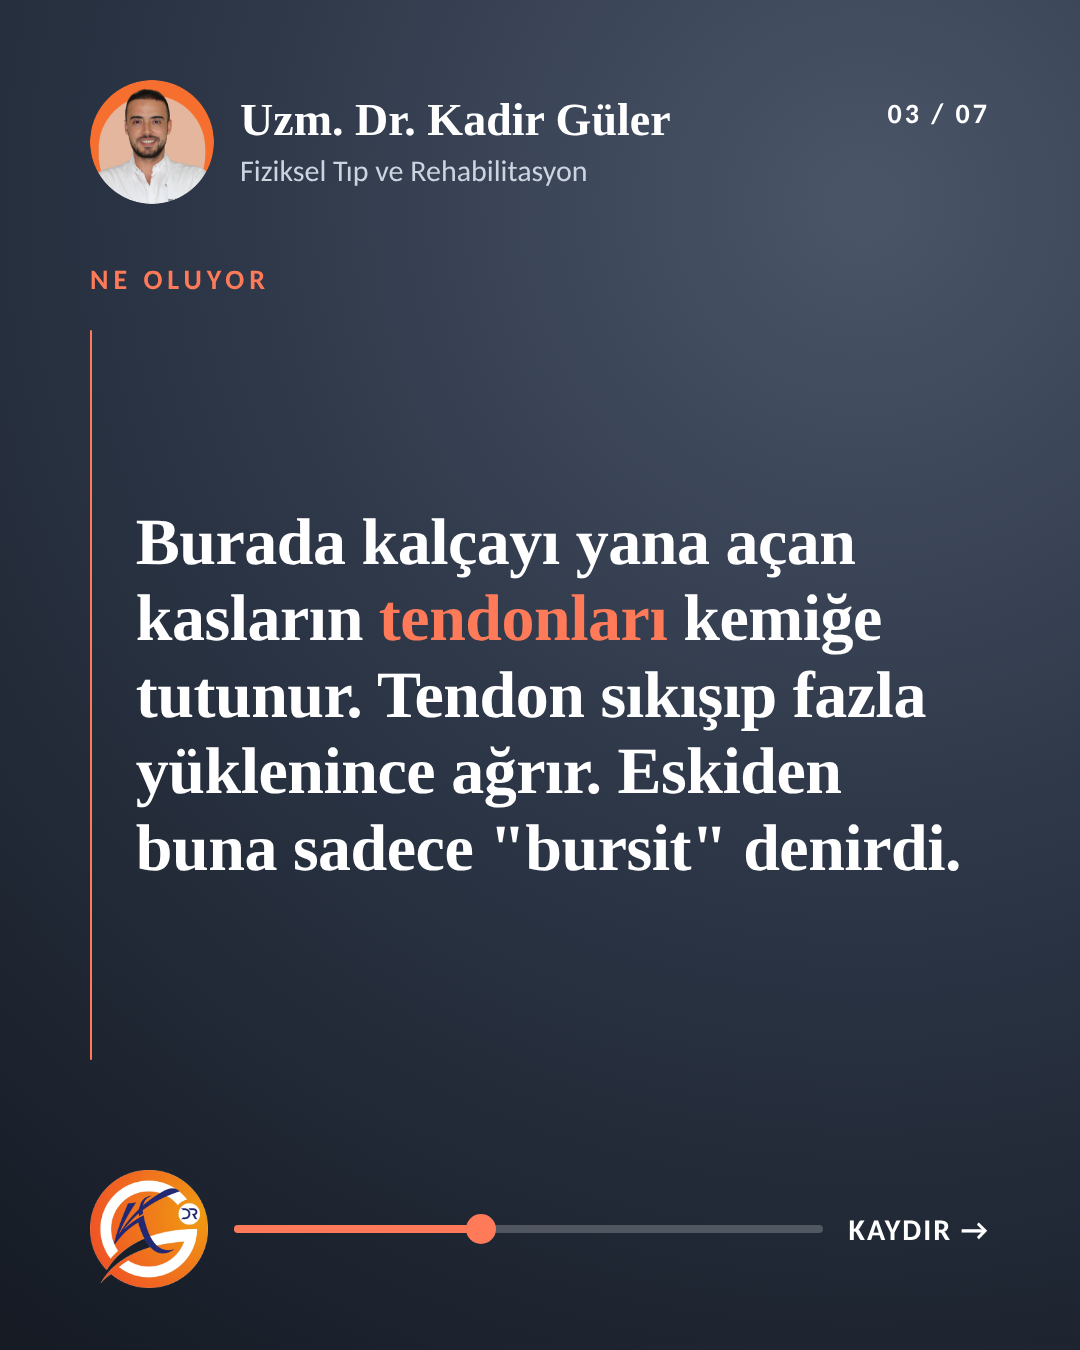 Uzm. Dr. Kadir Güler
Fiziksel Tıp ve Rehabilitasyon
03 / 07
NE OLUYOR
Burada kalçayı yana açan
kasların tendonları kemiğe
tutunur. Tendon sıkışıp fazla
yüklenince ağrır. Eskiden
buna sadece "bursit" denirdi.
DR
KAYDIR →